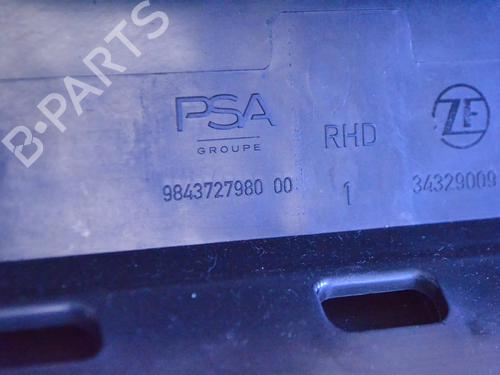 B-PARTS
PSA
GROUPE
9843727980 00
RHD
1
ZF
34329009